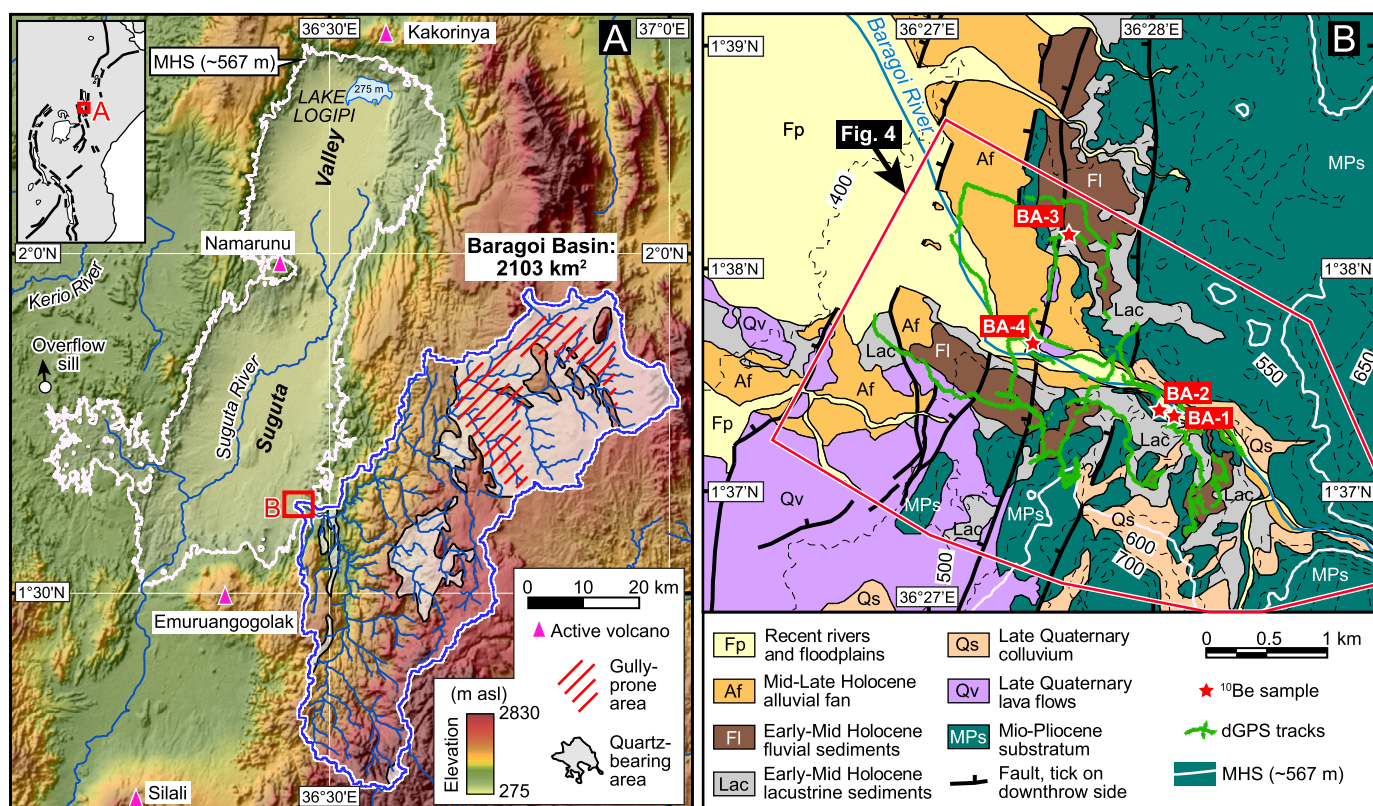 36°30'E
37°0'E
A
Kakorinya
MHS (~567 m)
275 m
LAKE
LOGIPI
A
Valley
Namarunu
2°0'N
2°0'N
Baragoi Basin:
2103 km²
Kerio River
Overflow
sill
Suguta River
Suguta
B
1°30'N
Emuruangogolak
Silali
36°30'E
0 10 20 km
Active volcano
Gully-
prone
area
Quartz-
bearing
area
(m asl)
Elevation
2830
275
B
36°27'E
36°28'E
1°39'N
Baragoi River
Fp
Fig. 4
Af
Fl
MPs
400
BA-3
1°38'N
1°38'N
Lac
Qv
Af
BA-4
Lac
Fl
550
650
Af
Af
BA-2
BA-1
Fp
Lac
Qs
1°37'N
1°37'N
Qv
MPs
Lac
MPs
Lac
Qs
600
700
500
MPs
Qs
36°27'E
Fp Recent rivers
and floodplains
Af Mid-Late Holocene
alluvial fan
Fl Early-Mid Holocene
fluvial sediments
Lac Early-Mid Holocene
lacustrine sediments
Qs Late Quaternary
colluvium
Qv Late Quaternary
lava flows
MPs Mio-Pliocene
substratum
Fault, tick on
downthrow side
0 0.5 1 km
¹⁰Be sample
dGPS tracks
MHS (~567 m)